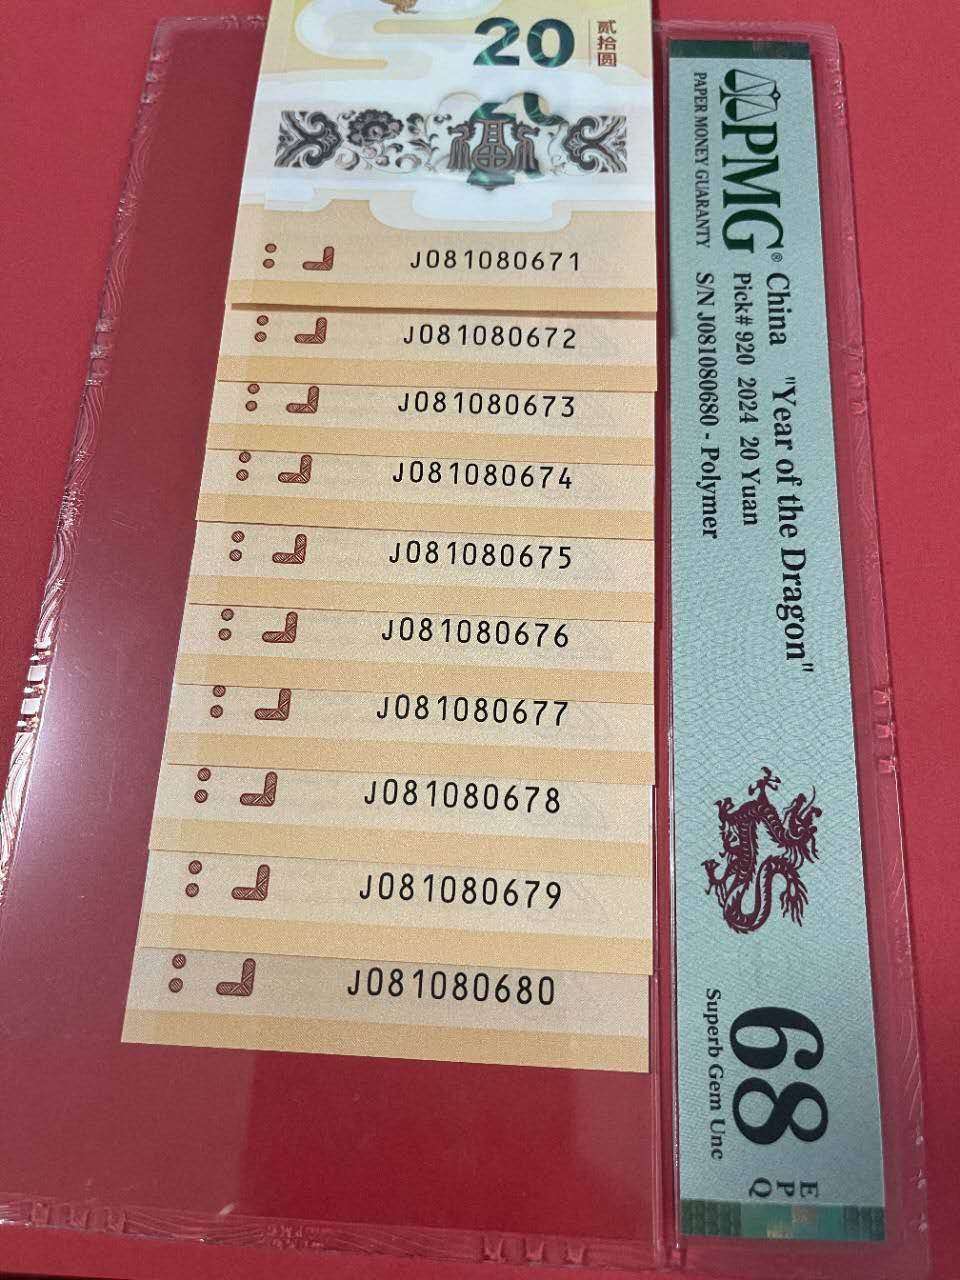 20
贰拾圆
20
J081080671
J081080672
J081080673
J081080674
J081080675
J081080676
J081080677
J081080678
J081080679
J081080680
PMG®
PAPER MONEY GUARANTY
China "Year of the Dragon"
Pick# 920 2024 20 Yuan
S/N J081080680 - Polymer
68
EPQ
Superb Gem Unc